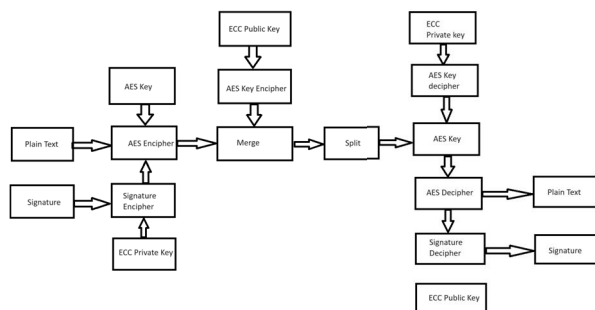 ECC Public Key
ECC
Private key
AES Key
AES Key Encipher
AES Key
decipher
Plain Text
AES Encipher
Merge
Split
AES Key
Signature
Signature
Encipher
AES Decipher
Plain Text
ECC Private Key
Signature
Decipher
Signature
ECC Public Key